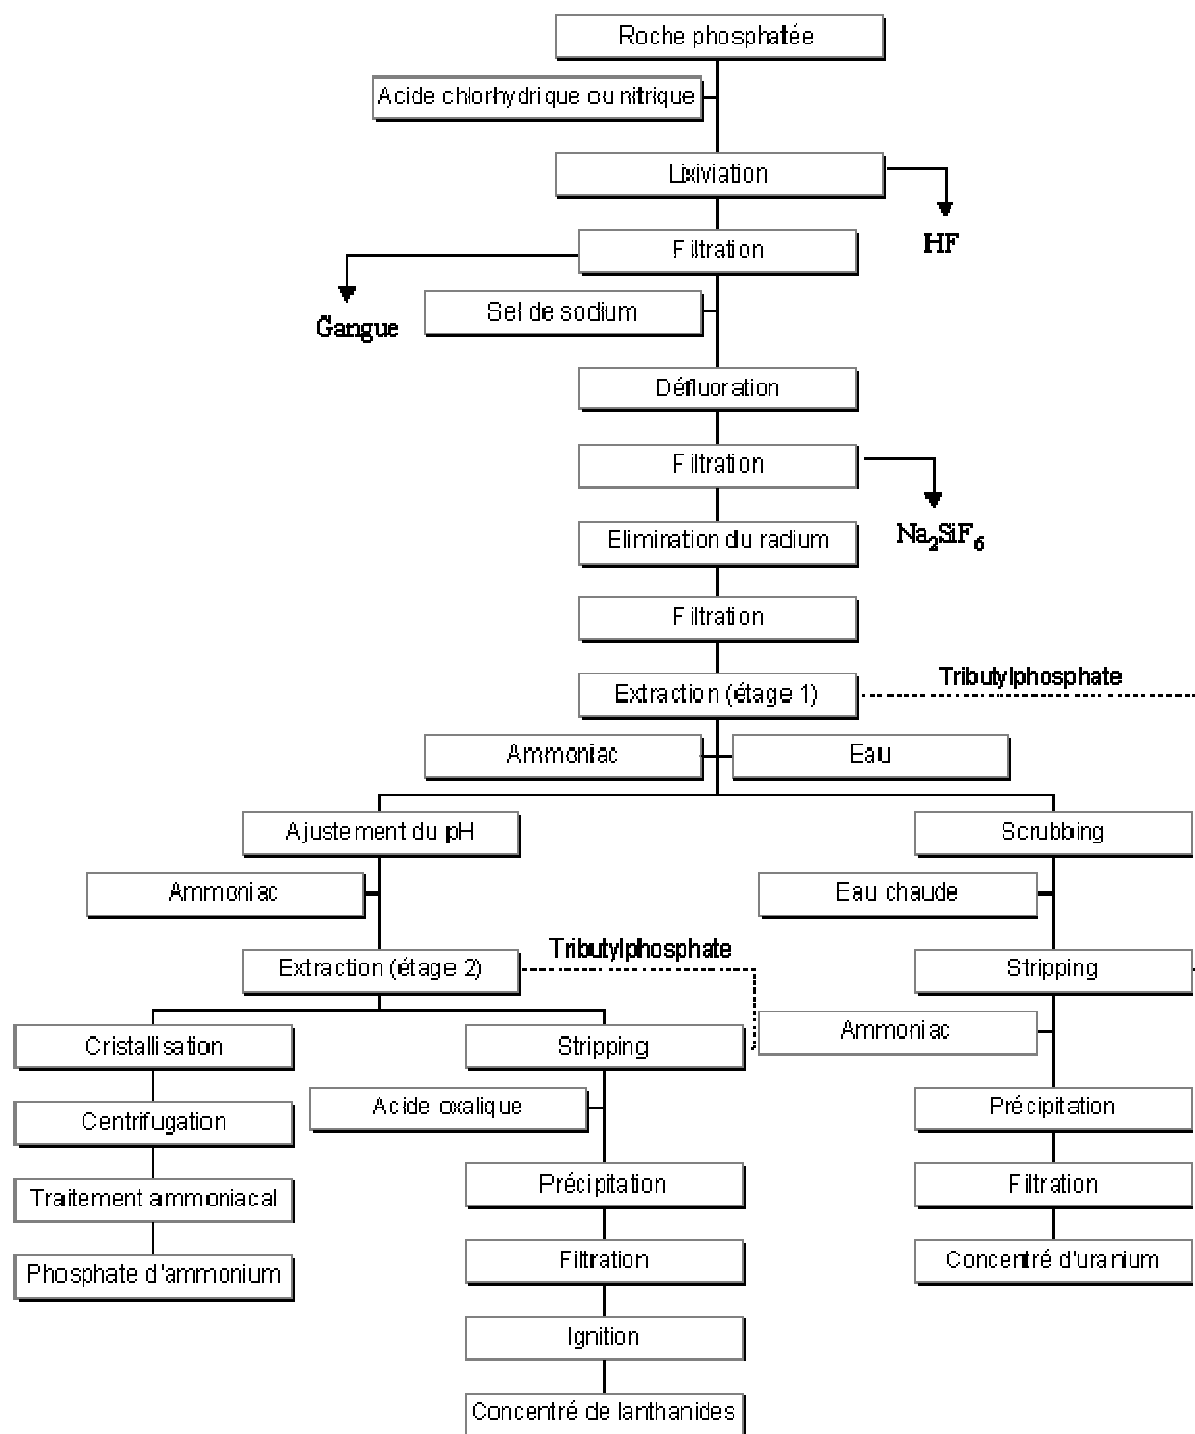 Roche phosphatée
Acide chlorhydrique ou nitrique
Lixiviation
HF
Filtration
Gangue
Sel de sodium
Défluoration
Filtration
Na₂SiF₆
Elimination du radium
Filtration
Tributylphosphate
Extraction (étage 1)
Ammoniac
Eau
Ajustement du pH
Scrubbing
Ammoniac
Eau chaude
Tributylphosphate
Extraction (étage 2)
Stripping
Ammoniac
Cristallisation
Stripping
Acide oxalique
Précipitation
Centrifugation
Précipitation
Filtration
Traitement ammoniacal
Filtration
Concentré d'uranium
Phosphate d'ammonium
Ignition
Concentré de lanthanides